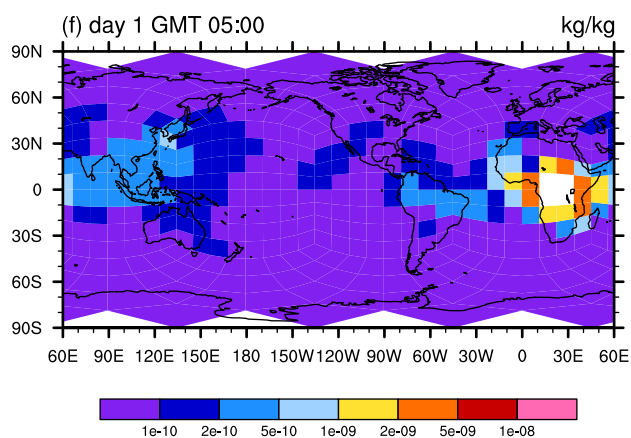 (f) day 1 GMT 05:00 kg/kg
90N
60N
30N
0
30S
60S
90S
60E 90E 120E 150E 180 150W 120W 90W 60W 30W 0 30E 60E
1e-10 2e-10 5e-10 1e-09 2e-09 5e-09 1e-08